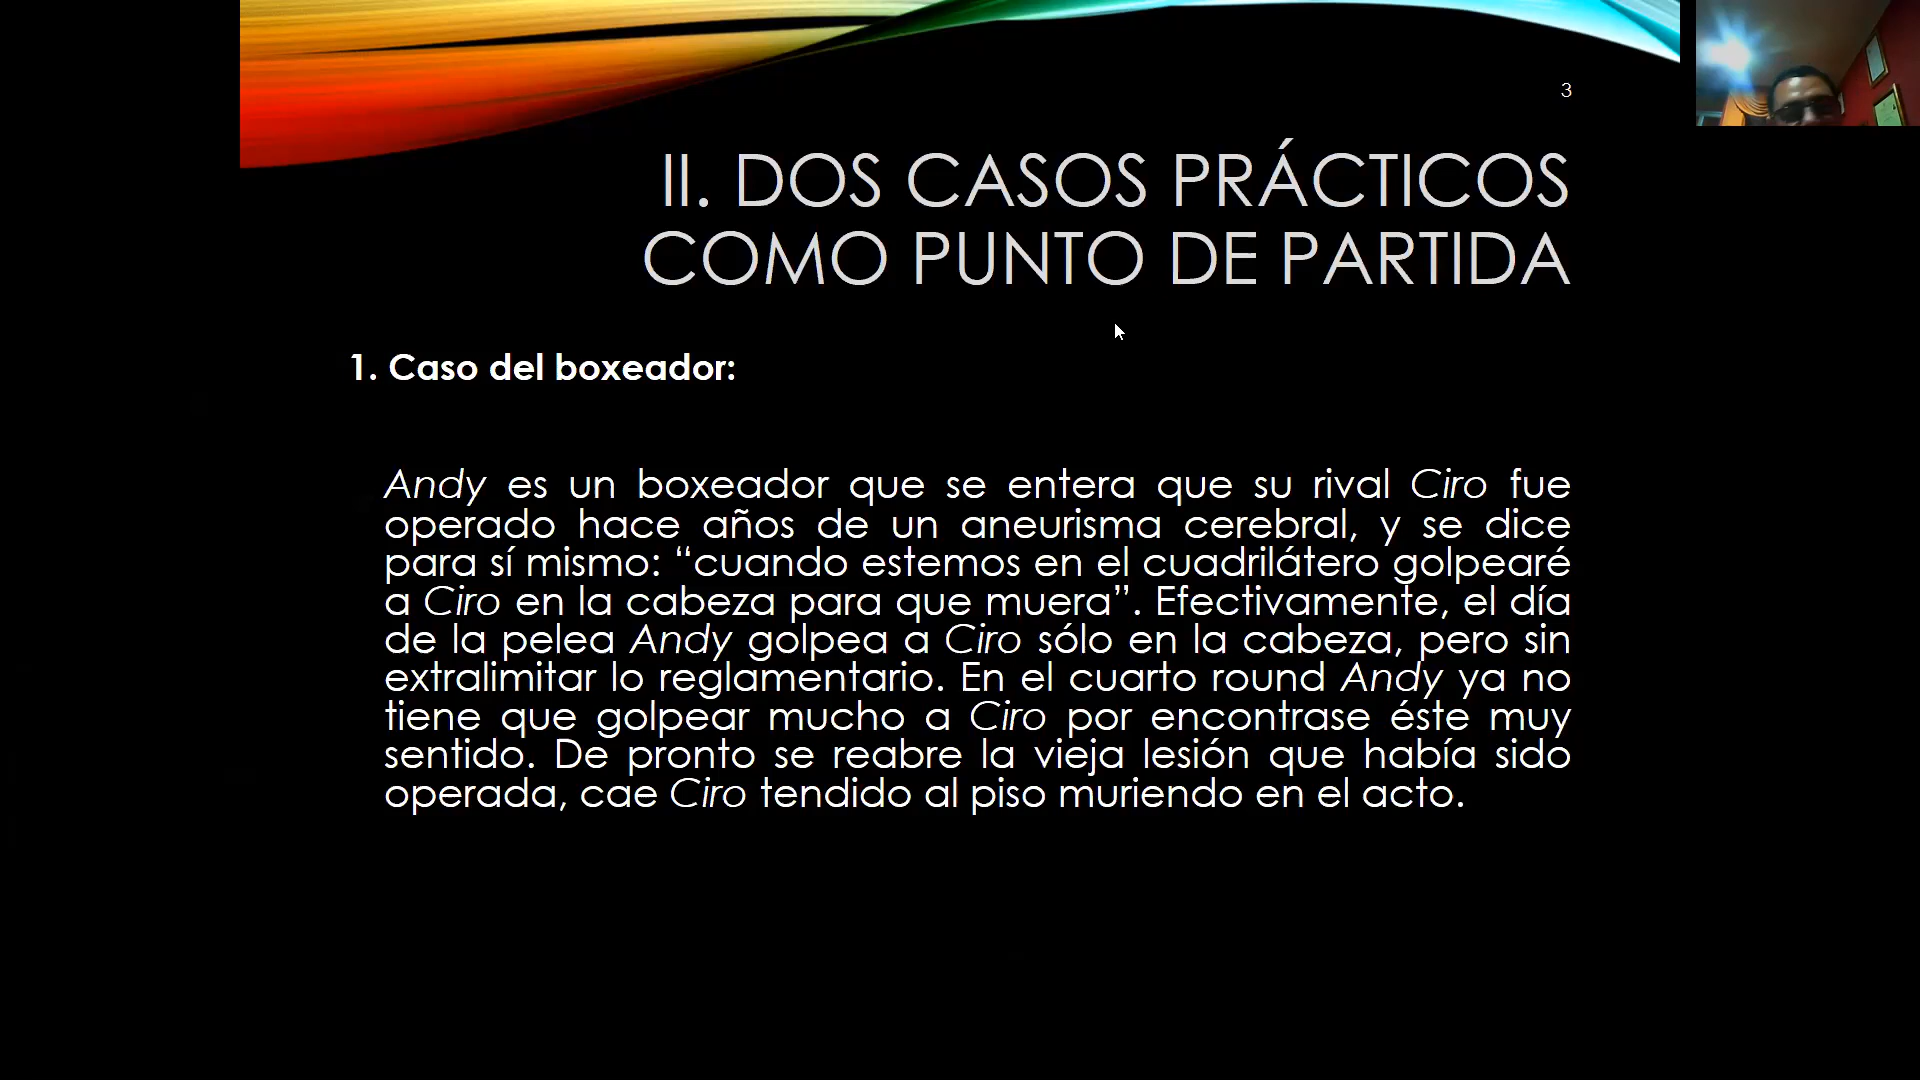 3
II. DOS CASOS PRÁCTICOS
COMO PUNTO DE PARTIDA
1. Caso del boxeador:
Andy es un boxeador que se entera que su rival Ciro fue
operado hace años de un aneurisma cerebral, y se dice
para sí mismo: “cuando estemos en el cuadrilátero golpearé
a Ciro en la cabeza para que muera”. Efectivamente, el día
de la pelea Andy golpea a Ciro sólo en la cabeza, pero sin
extralimitar lo reglamentario. En el cuarto round Andy ya no
tiene que golpear mucho a Ciro por encontrase éste muy
sentido. De pronto se reabre la vieja lesión que había sido
operada, cae Ciro tendido al piso muriendo en el acto.